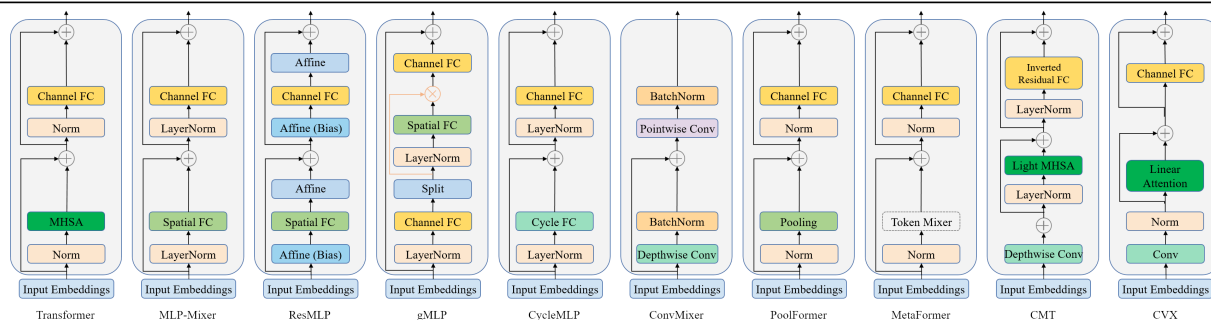 Channel FC
Norm
MHSA
Norm
Input Embeddings
Transformer
Channel FC
LayerNorm
Spatial FC
LayerNorm
Input Embeddings
MLP-Mixer
Affine
Channel FC
Affine (Bias)
Affine
Spatial FC
Affine (Bias)
Input Embeddings
ResMLP
Channel FC
Spatial FC
LayerNorm
Split
Channel FC
LayerNorm
Input Embeddings
gMLP
Channel FC
LayerNorm
Cycle FC
LayerNorm
Input Embeddings
CycleMLP
BatchNorm
Pointwise Conv
BatchNorm
Depthwise Conv
Input Embeddings
ConvMixer
Channel FC
Norm
Pooling
Norm
Input Embeddings
PoolFormer
Channel FC
Norm
Token Mixer
Norm
Input Embeddings
MetaFormer
Inverted
Residual FC
LayerNorm
Light MHSA
LayerNorm
Depthwise Conv
Input Embeddings
CMT
Channel FC
Linear
Attention
Norm
Conv
Input Embeddings
CVX